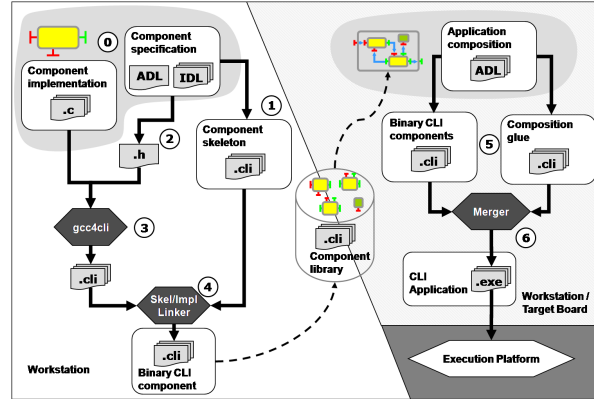 0
Component
specification
ADL
IDL
Component
implementation
.c
1
2
.h
Component
skeleton
.cli
3
gcc4cli
.cli
4
Skel/Impl
Linker
.cli
Binary CLI
component
Workstation
.cli
Component
library
Application
composition
ADL
Binary CLI
components
.cli
5
Composition
glue
.cli
Merger
6
CLI
Application
.exe
Workstation /
Target Board
Execution Platform